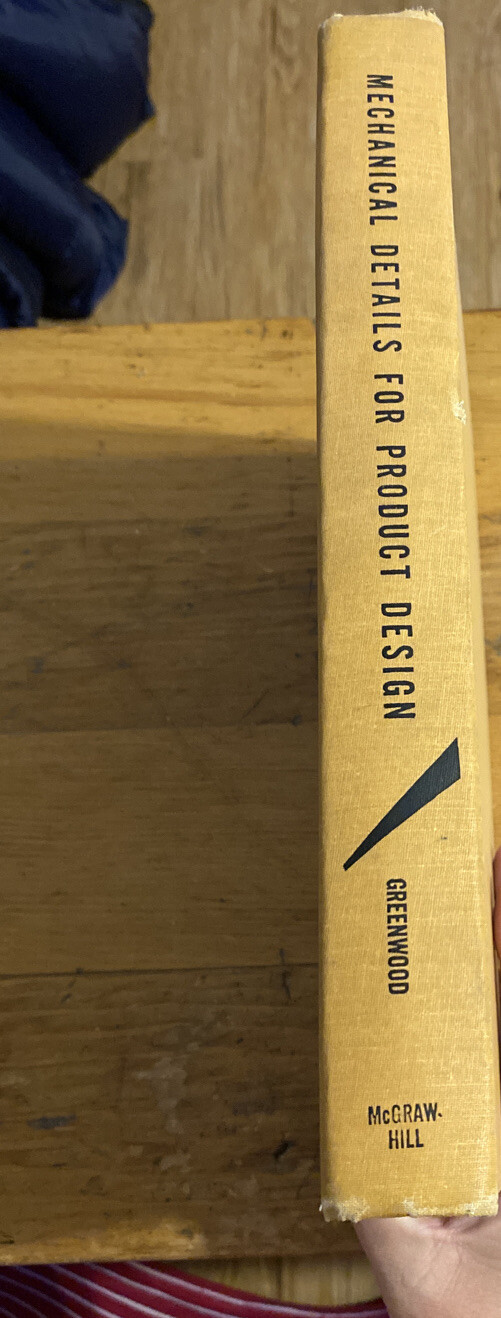 MECHANICAL DETAILS FOR PRODUCT DESIGN
GREENWOOD
McGRAW-
HILL